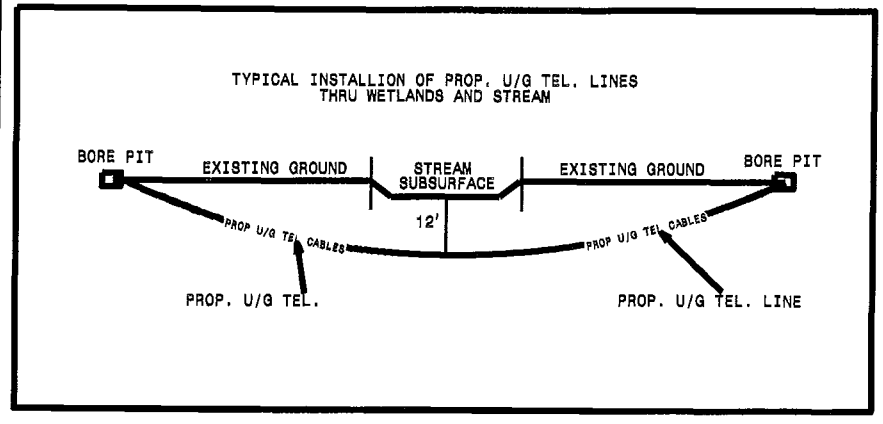 TYPICAL INSTALLION OF PROP. U/G TEL. LINES
THRU WETLANDS AND STREAM
BORE PIT
EXISTING GROUND
STREAM
SUBSURFACE
EXISTING GROUND
BORE PIT
12'
PROP U/G TEL CABLES
PROP U/G TEL CABLES
PROP. U/G TEL.
PROP. U/G TEL. LINE